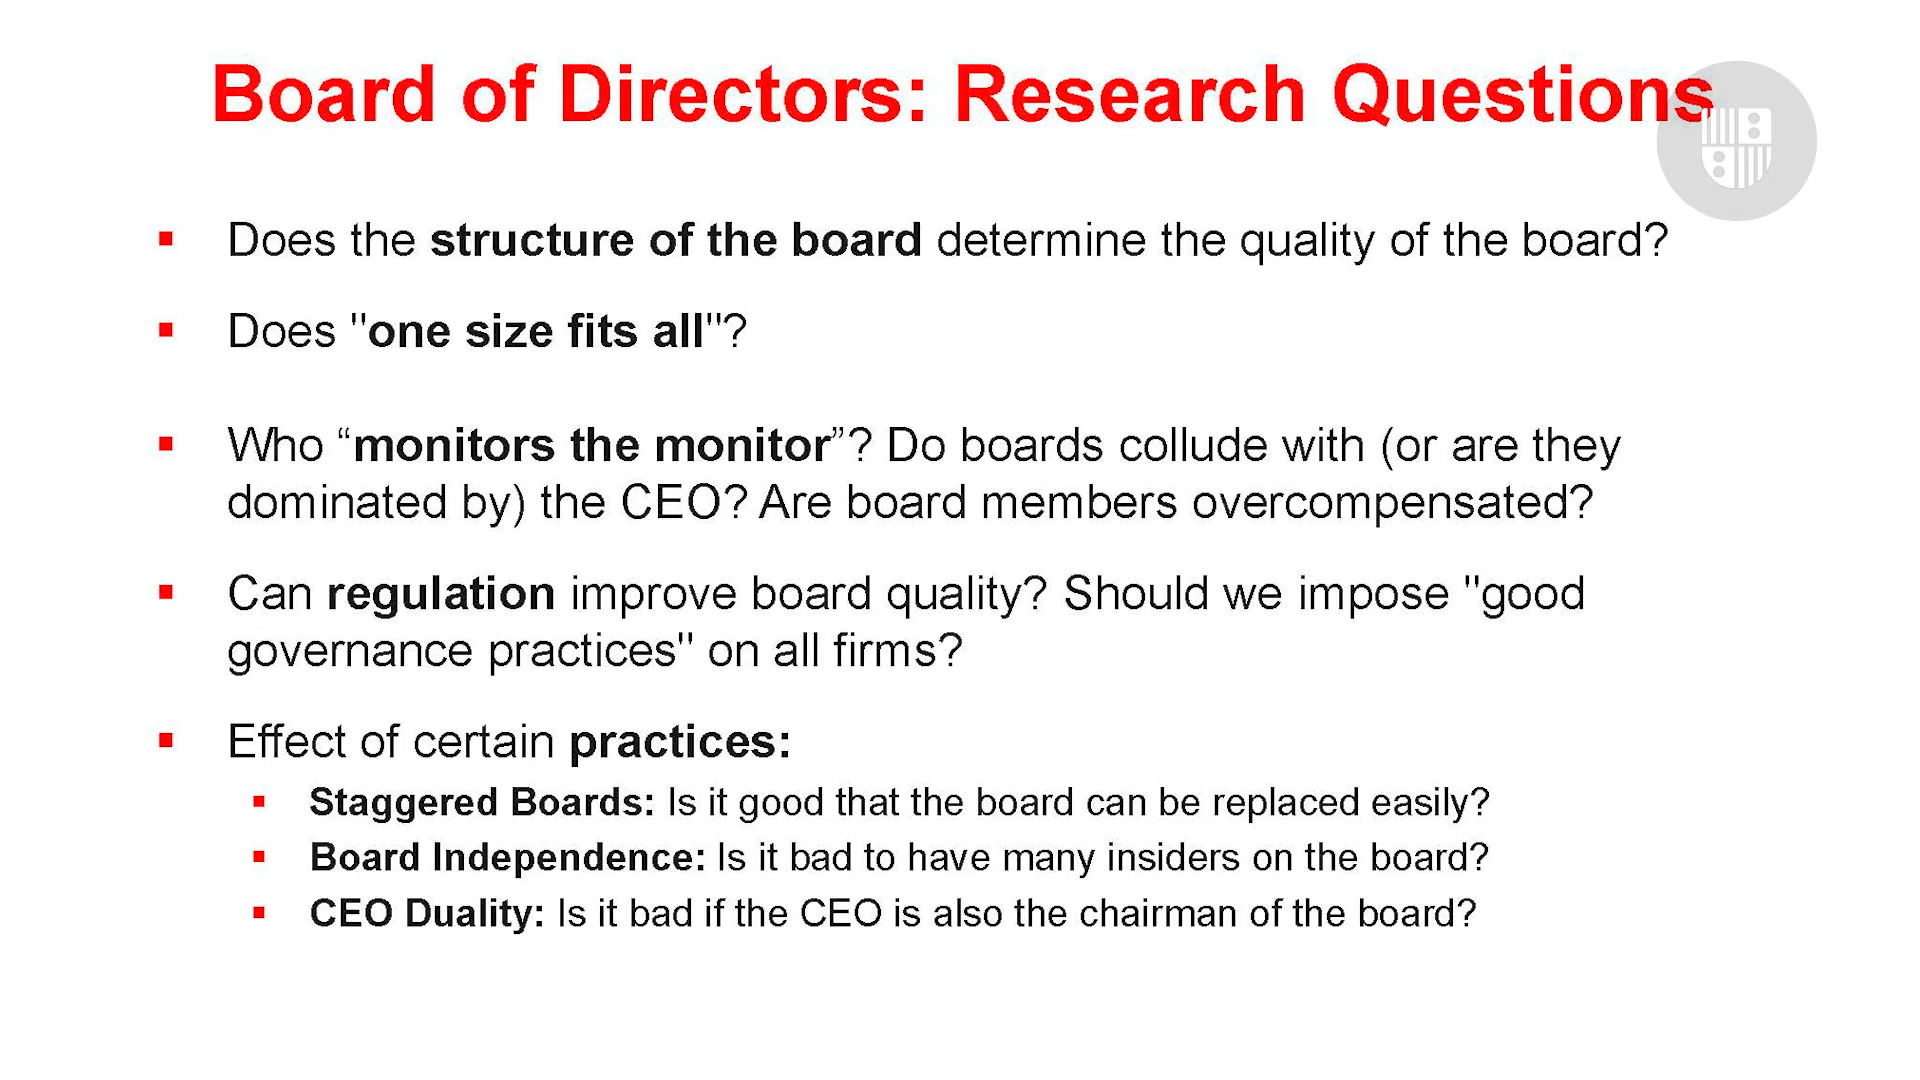 Board of Directors: Research Questions
Does the structure of the board determine the quality of the board?
Does "one size fits all"?
Who “monitors the monitor”? Do boards collude with (or are they
dominated by) the CEO? Are board members overcompensated?
Can regulation improve board quality? Should we impose "good
governance practices" on all firms?
Effect of certain practices:
Staggered Boards: Is it good that the board can be replaced easily?
Board Independence: Is it bad to have many insiders on the board?
CEO Duality: Is it bad if the CEO is also the chairman of the board?